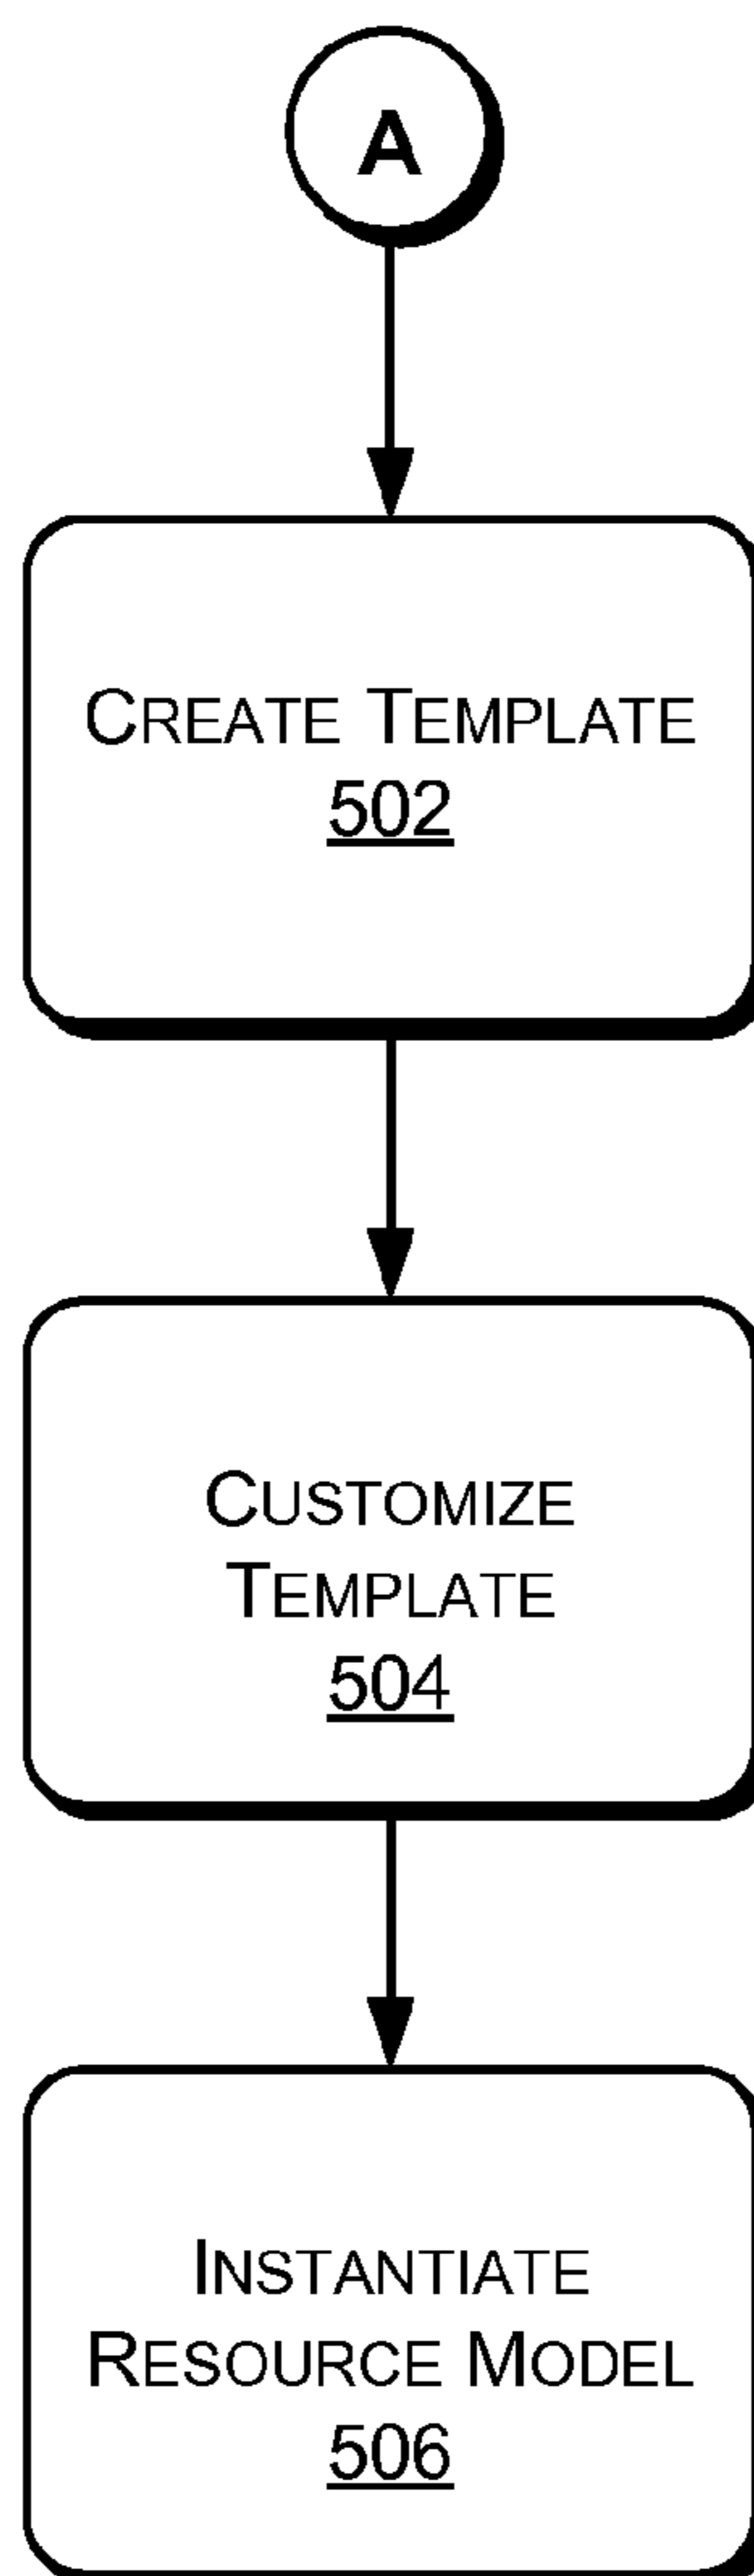 A
CREATE TEMPLATE
502
CUSTOMIZE
TEMPLATE
504
INSTANTIATE
RESOURCE MODEL
506